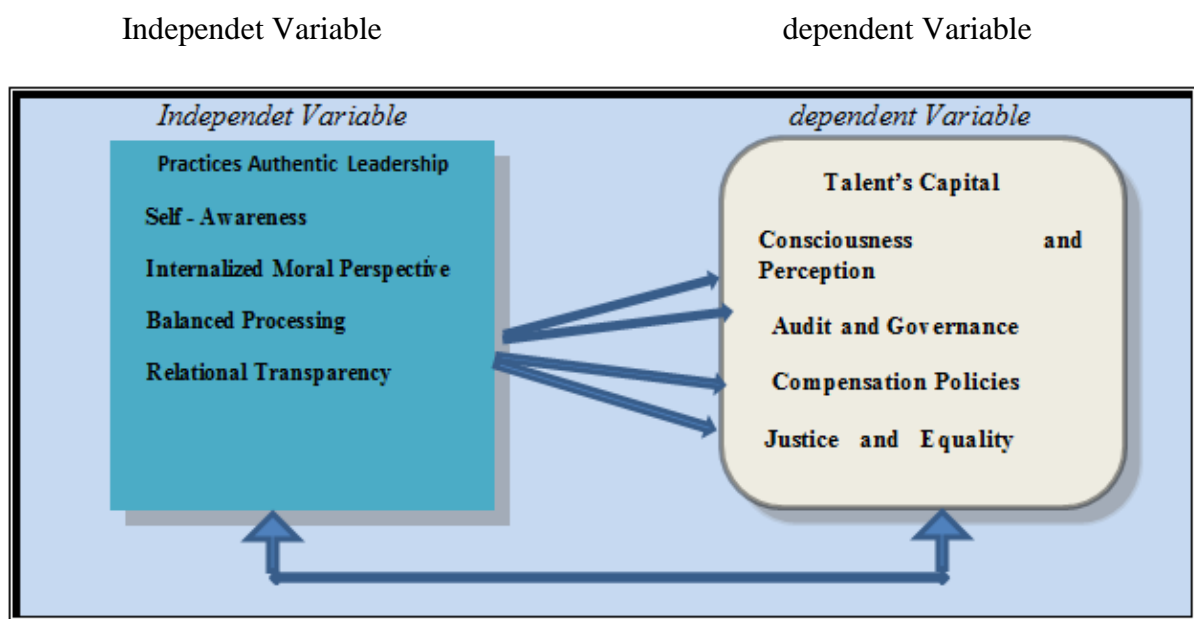 Independet Variable
dependent Variable
Independet Variable
dependent Variable
Practices Authentic Leadership
Self - Awareness
Internalized Moral Perspective
Balanced Processing
Relational Transparency
Talent's Capital
Consciousness and
Perception
Audit and Governance
Compensation Policies
Justice and Equality